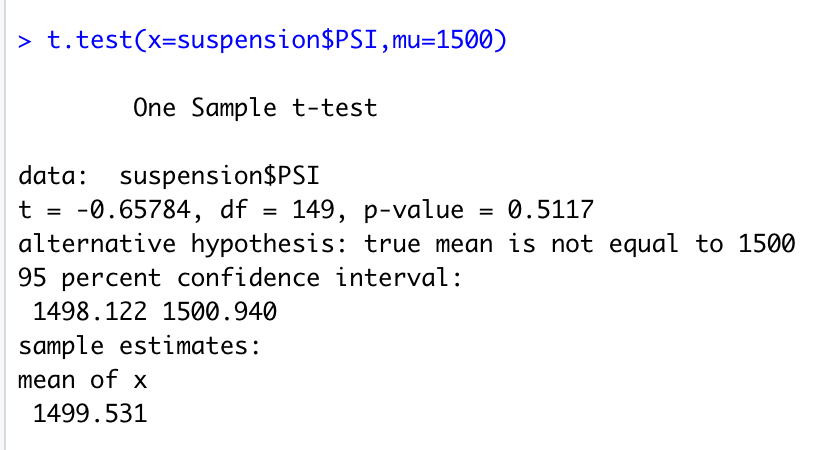 > t.test(x=suspension$PSI,mu=1500)
One Sample t-test
data:  suspension$PSI
t = -0.65784, df = 149, p-value = 0.5117
alternative hypothesis: true mean is not equal to 1500
95 percent confidence interval:
1498.122 1500.940
sample estimates:
mean of x
1499.531